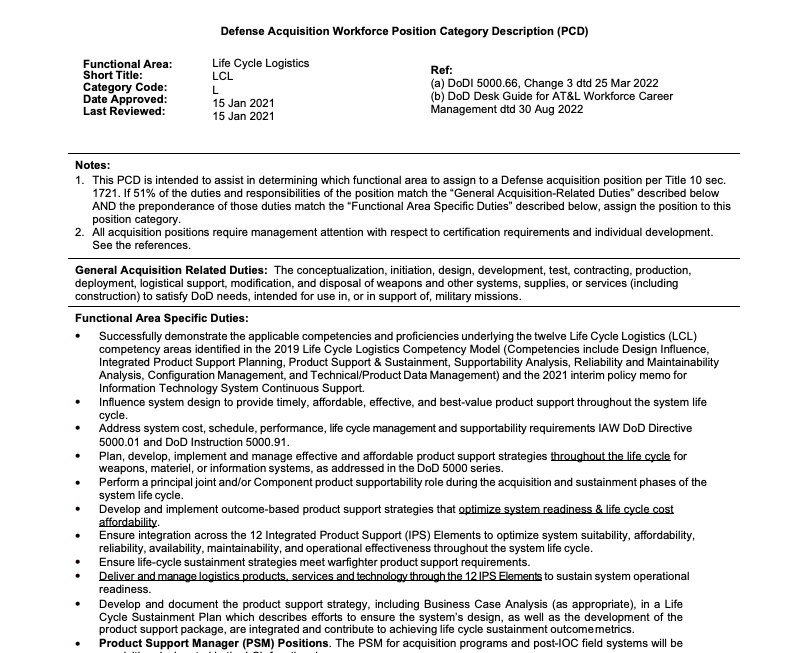 Defense Acquisition Workforce Position Category Description (PCD)
Functional Area: Life Cycle Logistics
Short Title: LCL
Category Code: L
Date Approved: 15 Jan 2021
Last Reviewed: 15 Jan 2021
Ref:
(a) DoDI 5000.66, Change 3 dtd 25 Mar 2022
(b) DoD Desk Guide for AT&L Workforce Career
Management dtd 30 Aug 2022
Notes:
1. This PCD is intended to assist in determining which functional area to assign to a Defense acquisition position per Title 10 sec.
1721. If 51% of the duties and responsibilities of the position match the “General Acquisition-Related Duties” described below
AND the preponderance of those duties match the “Functional Area Specific Duties” described below, assign the position to this
position category.
2. All acquisition positions require management attention with respect to certification requirements and individual development.
See the references.
General Acquisition Related Duties: The conceptualization, initiation, design, development, test, contracting, production,
deployment, logistical support, modification, and disposal of weapons and other systems, supplies, or services (including
construction) to satisfy DoD needs, intended for use in, or in support of, military missions.
Functional Area Specific Duties:
• Successfully demonstrate the applicable competencies and proficiencies underlying the twelve Life Cycle Logistics (LCL)
competency areas identified in the 2019 Life Cycle Logistics Competency Model (Competencies include Design Influence,
Integrated Product Support Planning, Product Support & Sustainment, Supportability Analysis, Reliability and Maintainability
Analysis, Configuration Management, and Technical/Product Data Management) and the 2021 interim policy memo for
Information Technology System Continuous Support.
• Influence system design to provide timely, affordable, effective, and best-value product support throughout the system life
cycle.
• Address system cost, schedule, performance, life cycle management and supportability requirements IAW DoD Directive
5000.01 and DoD Instruction 5000.91.
• Plan, develop, implement and manage effective and affordable product support strategies throughout the life cycle for
weapons, materiel, or information systems, as addressed in the DoD 5000 series.
• Perform a principal joint and/or Component product supportability role during the acquisition and sustainment phases of the
system life cycle.
• Develop and implement outcome-based product support strategies that optimize system readiness & life cycle cost
affordability.
• Ensure integration across the 12 Integrated Product Support (IPS) Elements to optimize system suitability, affordability,
reliability, availability, maintainability, and operational effectiveness throughout the system life cycle.
• Ensure life-cycle sustainment strategies meet warfighter product support requirements.
• Deliver and manage logistics products, services and technology through the 12 IPS Elements to sustain system operational
readiness.
• Develop and document the product support strategy, including Business Case Analysis (as appropriate), in a Life
Cycle Sustainment Plan which describes efforts to ensure the system’s design, as well as the development of the
product support package, are integrated and contribute to achieving life cycle sustainment outcome metrics.
• Product Support Manager (PSM) Positions. The PSM for acquisition programs and post-IOC field systems will be